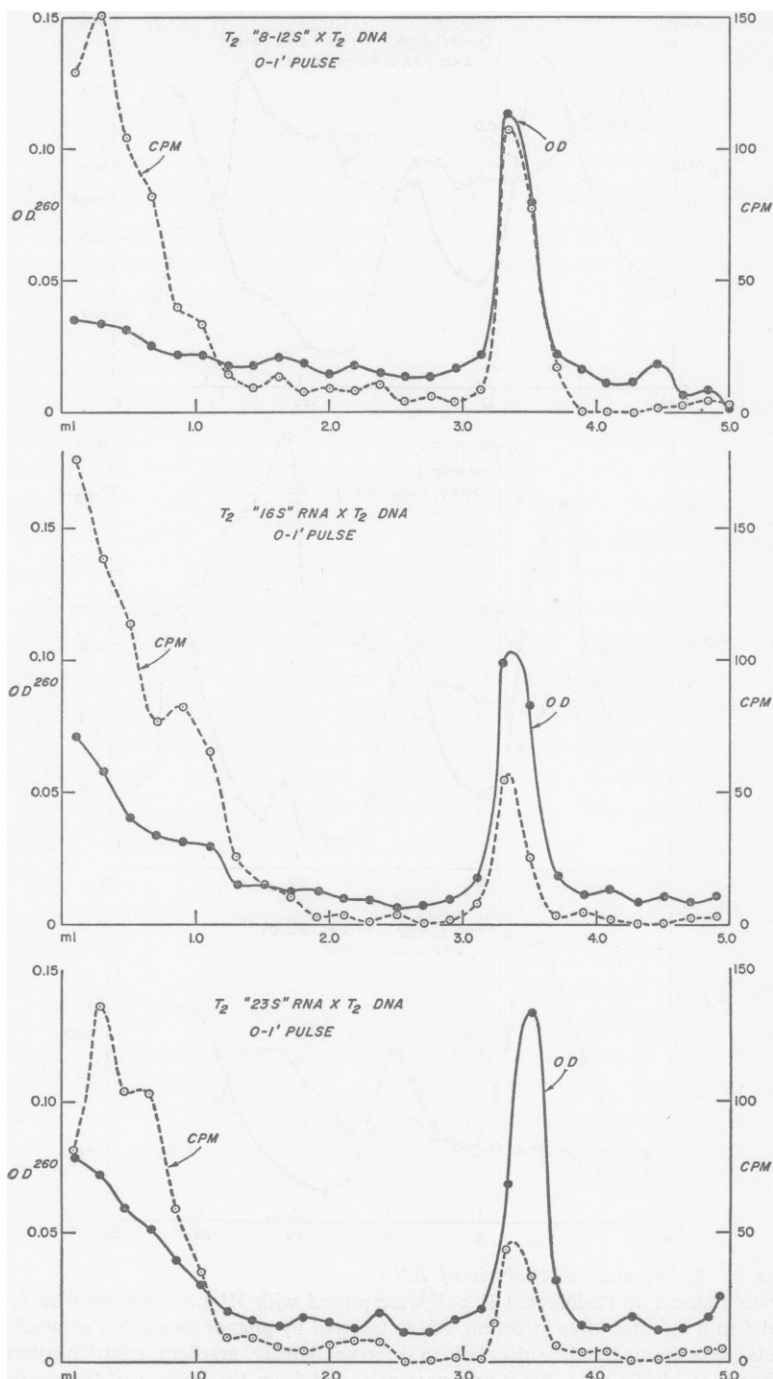 T2 "8-12S" X T2 DNA
0-1' PULSE
0.15
0.10
OD260
0.05
0
CPM
OD
150
100
CPM
50
0
ml 1.0 2.0 3.0 4.0 5.0
T2 "16S" RNA X T2 DNA
0-1' PULSE
0.15
0.10
OD260
0.05
0
CPM
OD
150
100
CPM
50
0
ml 1.0 2.0 3.0 4.0 5.0
T2 "23S" RNA X T2 DNA
0-1' PULSE
0.15
0.10
OD260
0.05
0
CPM
OD
150
100
CPM
50
0
ml 1.0 2.0 3.0 4.0 5.0